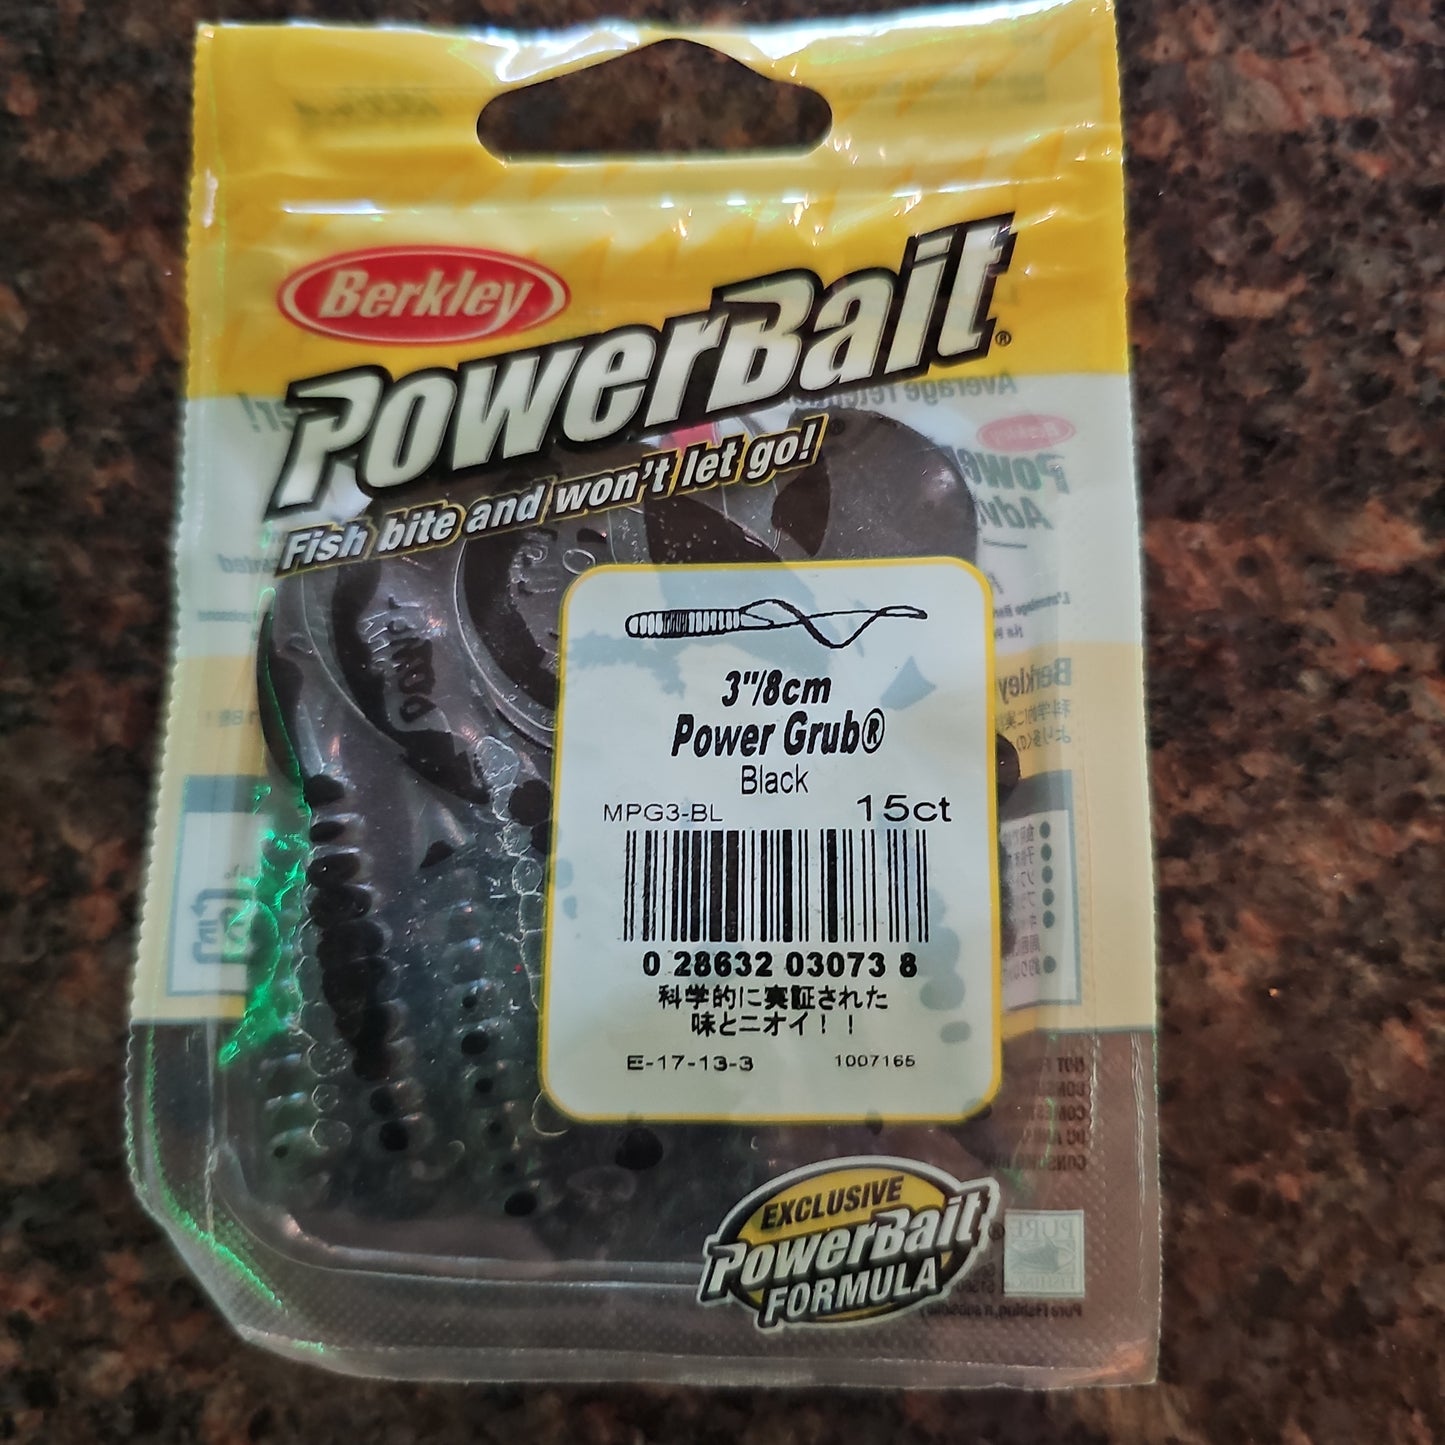 Berkley
PowerBait®
Fish bite and won't let go!
3"/8cm
Power Grub®
Black
MPG3-BL 15ct
0 28632 03073 8
科学的に実証された
味とニオイ！！
E-17-13-3 1007165
EXCLUSIVE
PowerBait
FORMULA